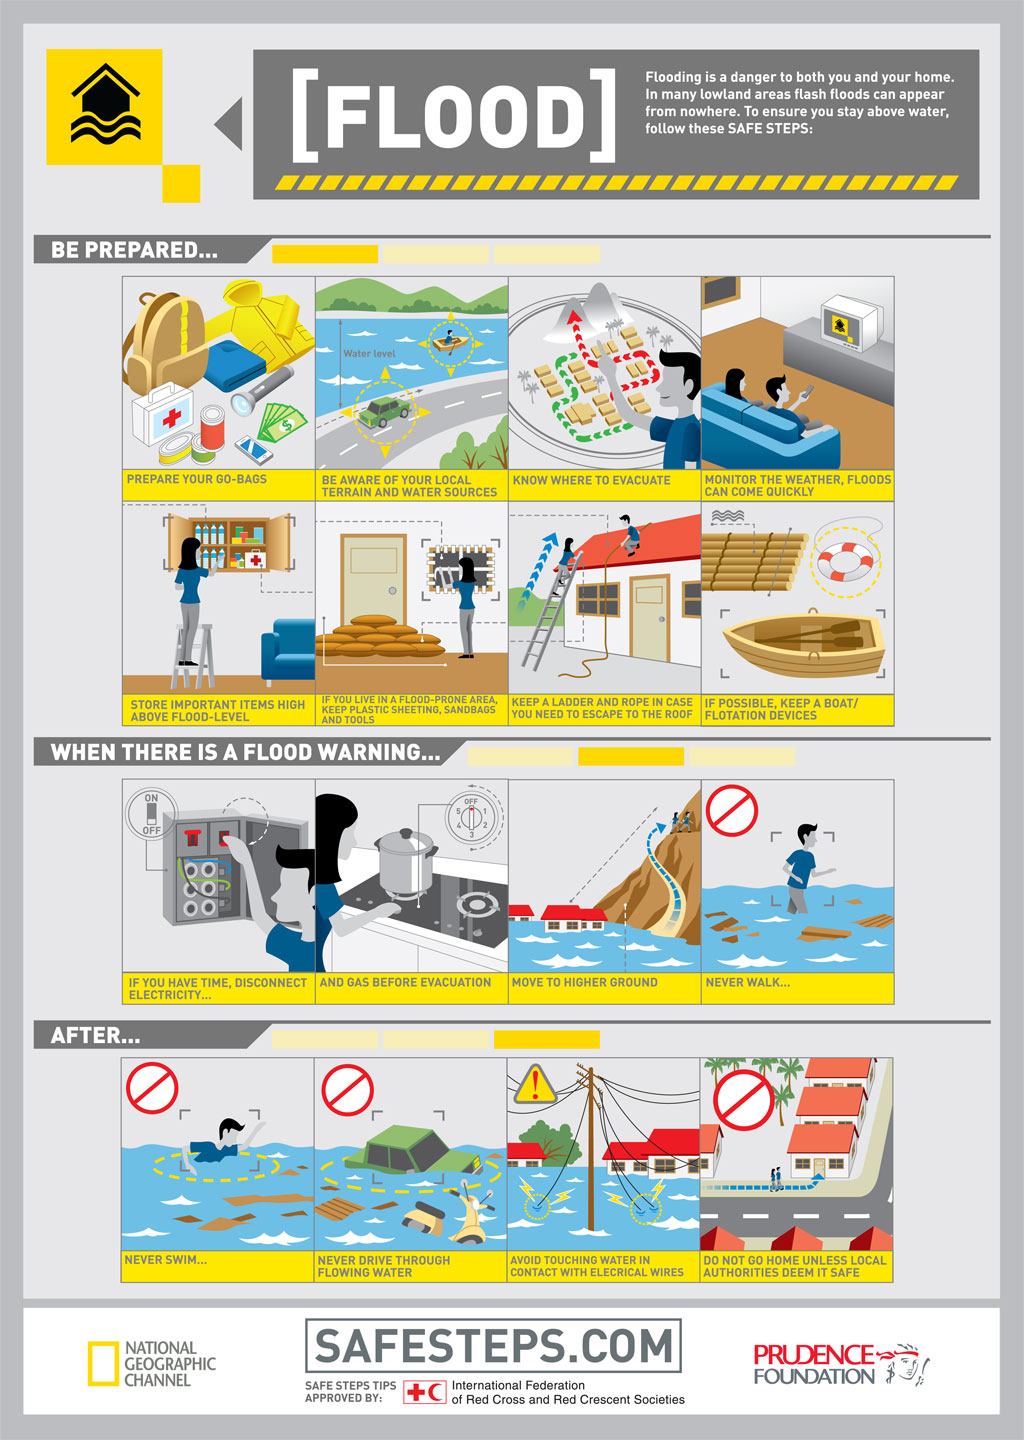 [FLOOD]
Flooding is a danger to both you and your home.
In many lowland areas flash floods can appear
from nowhere. To ensure you stay above water,
follow these SAFE STEPS:
BE PREPARED...
Water level
$
PREPARE YOUR GO-BAGS
BE AWARE OF YOUR LOCAL
TERRAIN AND WATER SOURCES
KNOW WHERE TO EVACUATE
MONITOR THE WEATHER, FLOODS
CAN COME QUICKLY
STORE IMPORTANT ITEMS HIGH
ABOVE FLOOD-LEVEL
IF YOU LIVE IN A FLOOD-PRONE AREA,
KEEP PLASTIC SHEETING, SANDBAGS
AND TOOLS
KEEP A LADDER AND ROPE IN CASE
YOU NEED TO ESCAPE TO THE ROOF
IF POSSIBLE, KEEP A BOAT/
FLOTATION DEVICES
WHEN THERE IS A FLOOD WARNING...
ON
OFF
OFF
5 1
4 2
3
IF YOU HAVE TIME, DISCONNECT
ELECTRICITY...
AND GAS BEFORE EVACUATION
MOVE TO HIGHER GROUND
NEVER WALK...
AFTER...
NEVER SWIM...
NEVER DRIVE THROUGH
FLOWING WATER
AVOID TOUCHING WATER IN
CONTACT WITH ELECRICAL WIRES
DO NOT GO HOME UNLESS LOCAL
AUTHORITIES DEEM IT SAFE
NATIONAL
GEOGRAPHIC
CHANNEL
SAFESTEPS.COM
SAFE STEPS TIPS
APPROVED BY:
International Federation
of Red Cross and Red Crescent Societies
PRUDENCE
FOUNDATION